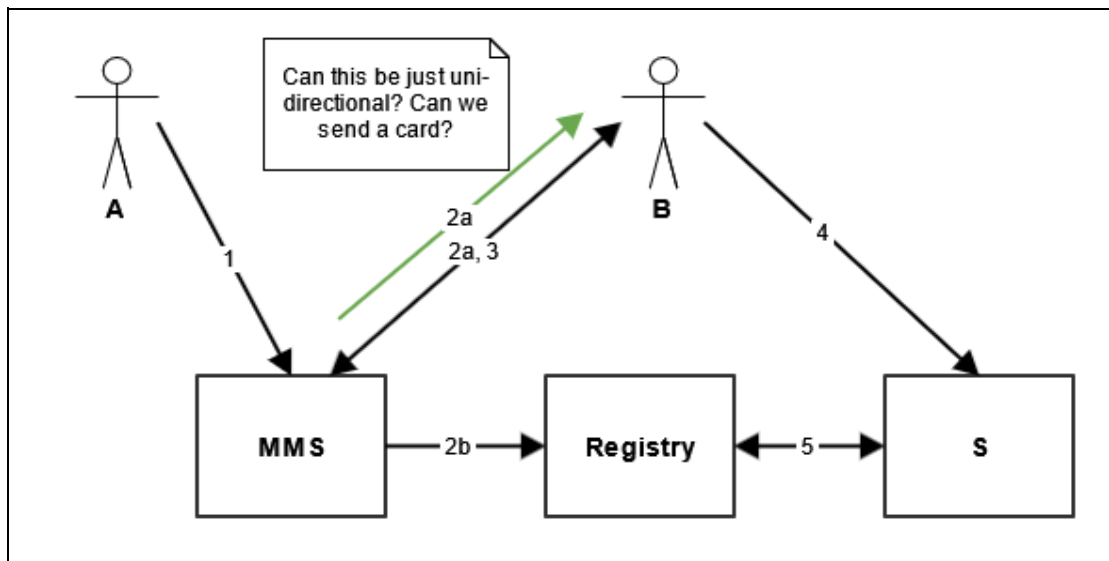 Can this be just uni-
directional? Can we
send a card?
A
B
2a
2a, 3
1
4
MMS
2b
Registry
5
S